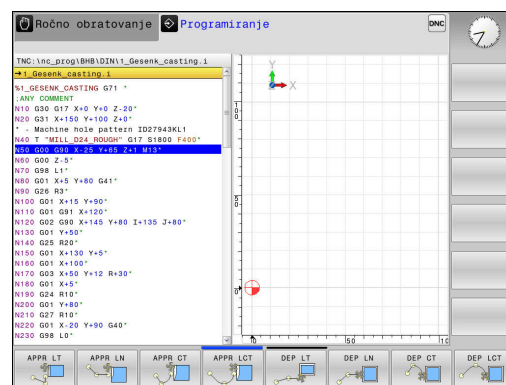 Ročno obratovanje
Programiranje
DNC
TNC:\nc_prog\BHB\DIN\1_Gesenk_casting.i
→1_Gesenk_casting.i
%1_GESENK_CASTING G71 *
;ANY COMMENT
N10 G30 G17 X+0 Y+0 Z-20*
N20 G31 X+150 Y+100 Z+0*
* - Machine hole pattern ID27943KL1
N40 T "MILL_D24_ROUGH" G17 S1800 F400*
N50 G00 G90 X-25 Y+65 Z+1 M13*
N60 G00 Z-5*
N70 G98 L1*
N80 G01 X+5 Y+80 G41*
N90 G26 R3*
N100 G01 X+15 Y+90*
N110 G01 G91 X+120*
N120 G02 G90 X+145 Y+80 I+135 J+80*
N130 G01 Y+50*
N140 G25 R20*
N150 G01 X+130 Y+5*
N160 G01 X+100*
N170 G03 X+50 Y+12 R+30*
N180 G01 X+5*
N190 G24 R10*
N200 G01 Y+80*
N210 G27 R10*
N220 G01 X-20 Y+90 G40*
N230 G98 L0*
Y
X
100
50
0
0
50
10
APPR LT
APPR LN
APPR CT
APPR LCT
DEP LT
DEP LN
DEP CT
DEP LCT